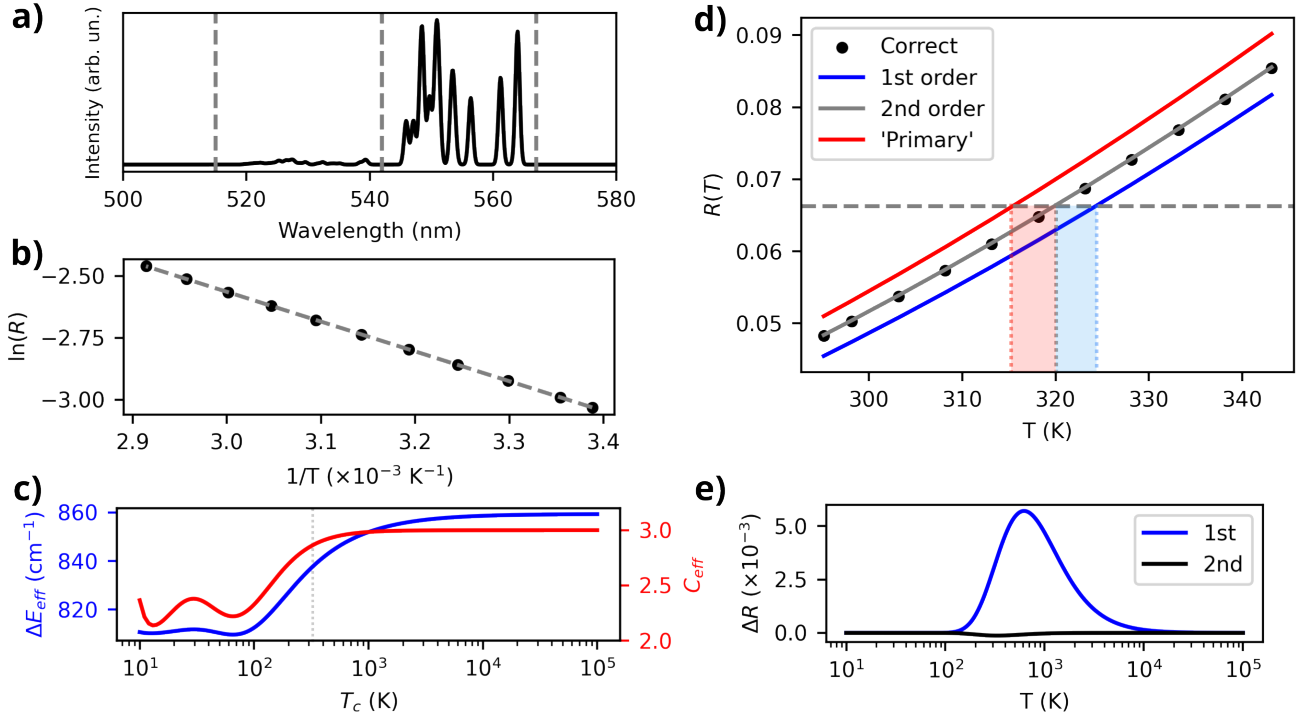 a)
Intensity (arb. un.)
500 520 540 560 580
Wavelength (nm)
b)
ln(R)
−2.50
−2.75
−3.00
2.9 3.0 3.1 3.2 3.3 3.4
1/T (×10⁻³ K⁻¹)
c)
ΔE_eff (cm⁻¹)
860
840
820
3.0
2.5
2.0
C_eff
10¹ 10² 10³ 10⁴ 10⁵
T_c (K)
d)
R(T)
0.09
0.08
0.07
0.06
0.05
Correct
1st order
2nd order
'Primary'
300 310 320 330 340
T (K)
e)
ΔR (×10⁻³)
5.0
2.5
0.0
1st
2nd
10¹ 10² 10³ 10⁴ 10⁵
T (K)